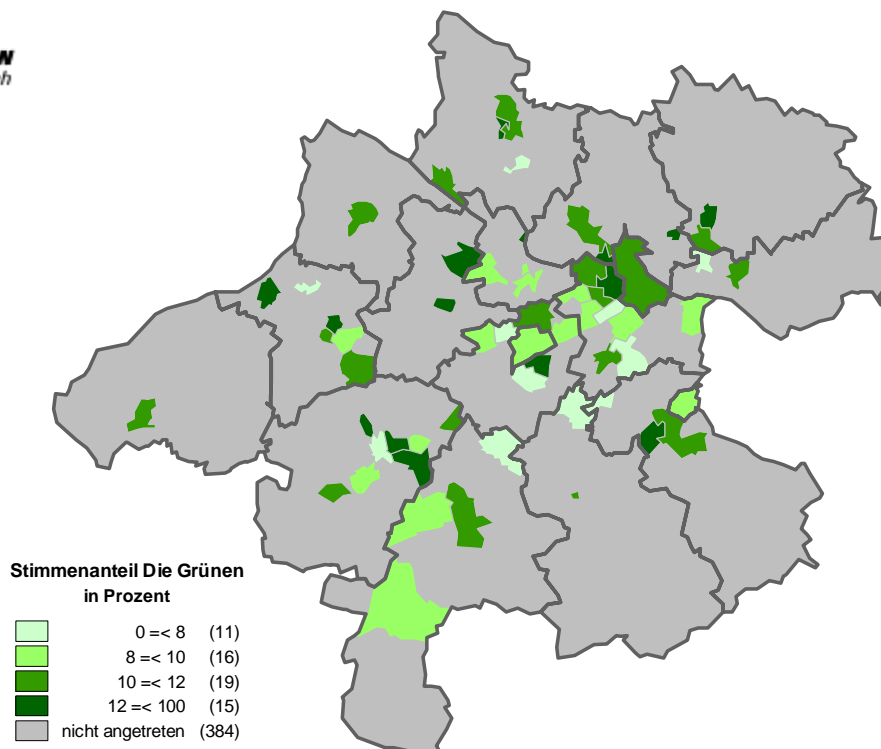 Stimmenanteil Die Grünen
in Prozent
0 =< 8 (11)
8 =< 10 (16)
10 =< 12 (19)
12 =< 100 (15)
nicht angetreten (384)